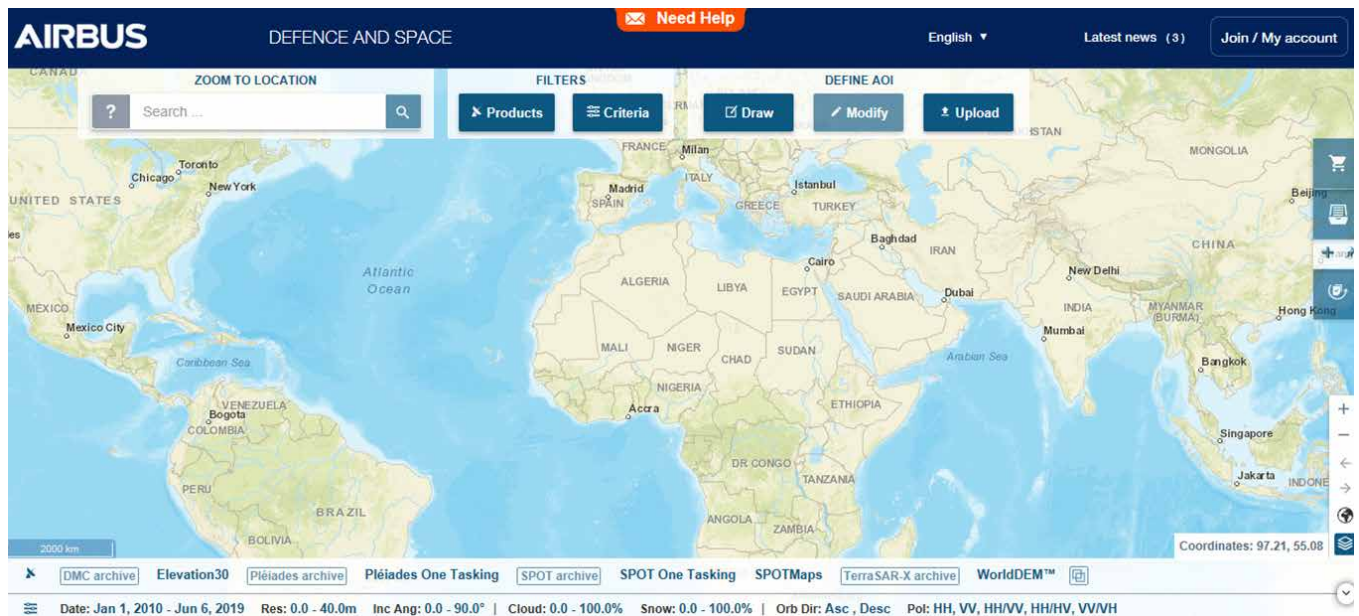 AIRBUS
DEFENCE AND SPACE
Need Help
English
Latest news (3)
Join / My account
ZOOM TO LOCATION
FILTERS
DEFINE AOI
?
Search ...
Products
Criteria
Draw
Modify
Upload
CANADA
FRANCE
Milan
MONGOLIA
Toronto
Chicago
New York
ITALY
Madrid
SPAIN
Istanbul
GREECE
TURKEY
UNITED STATES
Beijing
Baghdad
IRAN
CHINA
Cairo
Atlantic
Ocean
ALGERIA
LIBYA
EGYPT
SAUDI ARABIA
Dubai
New Delhi
INDIA
MYANMAR
(BURMA)
Hong Kong
MÉXICO
Mexico City
Mumbai
MALI
NIGER
CHAD
SUDAN
Arabian Sea
Bangkok
Caribbean Sea
NIGERIA
VENEZUELA
Bogota
COLOMBIA
Accra
ETHIOPIA
Singapore
DR CONGO
TANZANIA
Jakarta
PERU
BRAZIL
ANGOLA
ZAMBIA
BOLIVIA
2000 km
Coordinates: 97.21, 55.08
DMC archive Elevation30 Pléiades archive Pléiades One Tasking SPOT archive SPOT One Tasking SPOTMaps TerraSAR-X archive WorldDEM™
Date: Jan 1, 2010 - Jun 6, 2019 Res: 0.0 - 40.0m Inc Ang: 0.0 - 90.0° | Cloud: 0.0 - 100.0% Snow: 0.0 - 100.0% | Orb Dir: Asc , Desc Pol: HH, VV, HH/VV, HH/HV, VV/VH